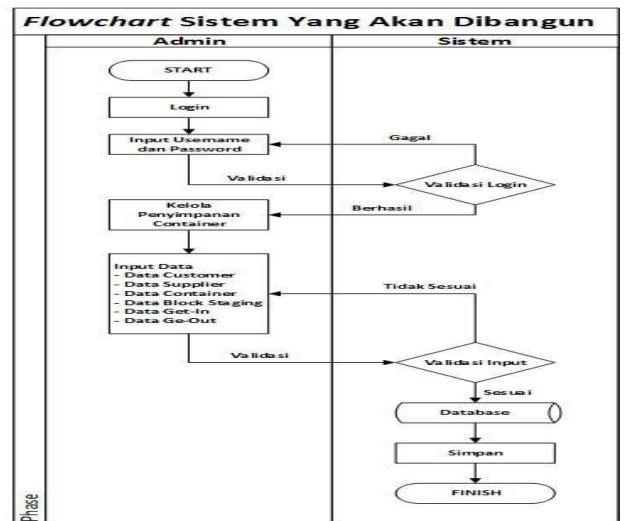 Flowchart Sistem Yang Akan Dibangun
Admin
Sistem
START
Login
Input Username
dan Password
Gagal
Validasi
Validasi Login
Berhasil
Kelola
Penyimpanan
Container
Input Data
- Data Customer
- Data Supplier
- Data Container
- Data Block Staging
- Data Get-In
- Data Ge-Out
Tidak Sesuai
Validasi
Validasi Input
Sesuai
Database
Simpan
FINISH
Phase